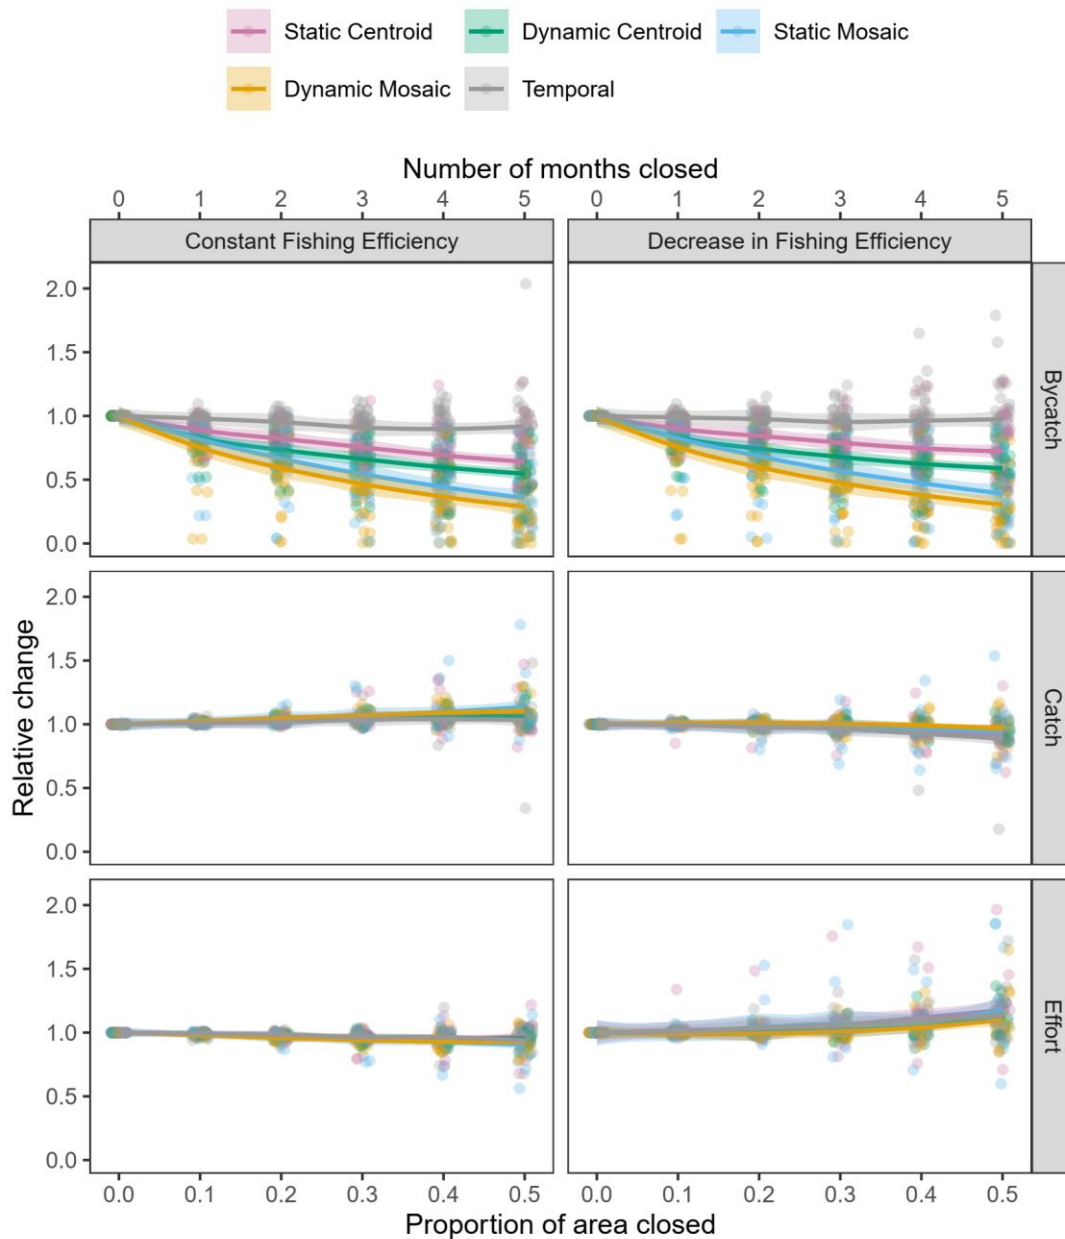 Static Centroid Dynamic Centroid Static Mosaic
Dynamic Mosaic Temporal
Number of months closed
0 1 2 3 4 5 0 1 2 3 4 5
Constant Fishing Efficiency Decrease in Fishing Efficiency
2.0
1.5
1.0
0.5
0.0
Bycatch
Relative change
2.0
1.5
1.0
0.5
0.0
Catch
2.0
1.5
1.0
0.5
0.0
Effort
0.0 0.1 0.2 0.3 0.4 0.5 0.0 0.1 0.2 0.3 0.4 0.5
Proportion of area closed